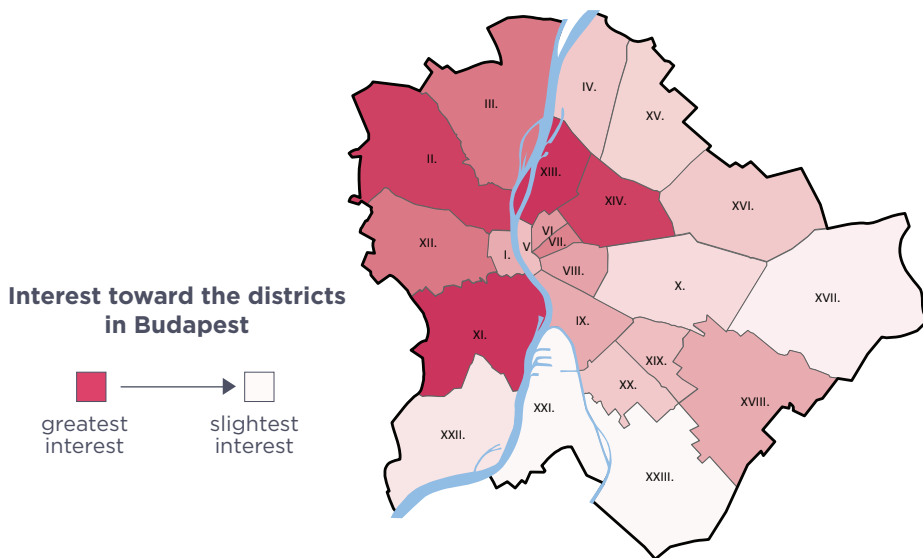 IV.
III.
XV.
II.
XIII.
XIV.
XVI.
VI.
VII.
XII.
I.
V.
VIII.
X.
XVII.
Interest toward the districts
in Budapest
IX.
XI.
XIX.
XX.
XVIII.
greatest
interest
slightest
interest
XXI.
XXII.
XXIII.